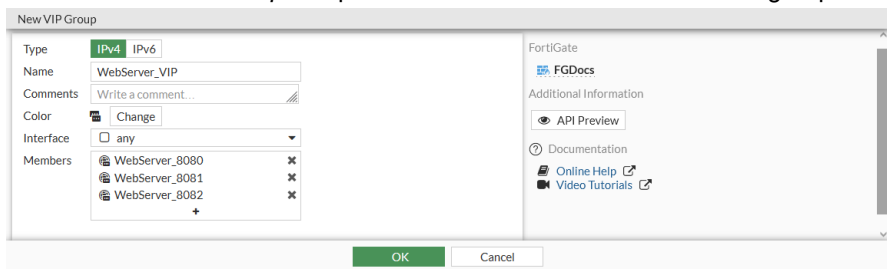 New VIP Group
Type IPv4 IPv6
Name WebServer_VIP
Comments Write a comment...
Color Change
Interface any
Members WebServer_8080
WebServer_8081
WebServer_8082
+
FortiGate
FGDocs
Additional Information
API Preview
Documentation
Online Help
Video Tutorials
OK Cancel